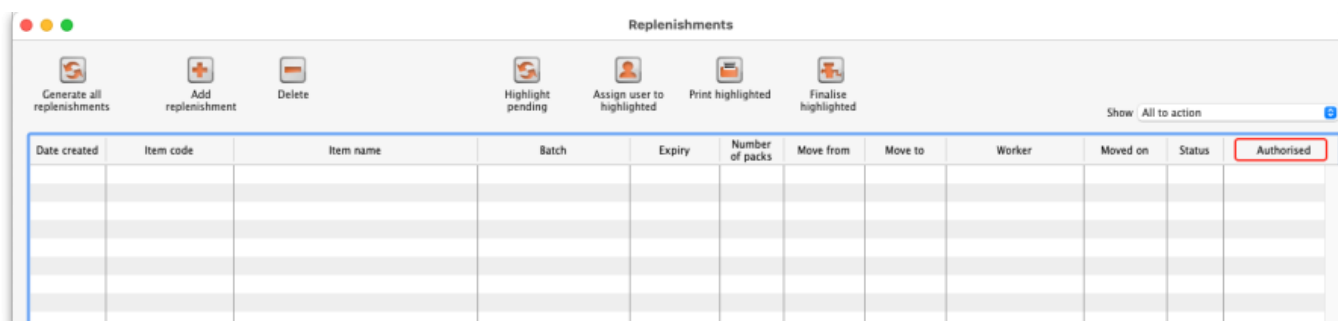 Replenishments
Generate all
replenishments
Add
replenishment
Delete
Highlight
pending
Assign user to
highlighted
Print highlighted
Finalise
highlighted
Show All to action
Date created Item code Item name Batch Expiry Number of packs Move from Move to Worker Moved on Status Authorised